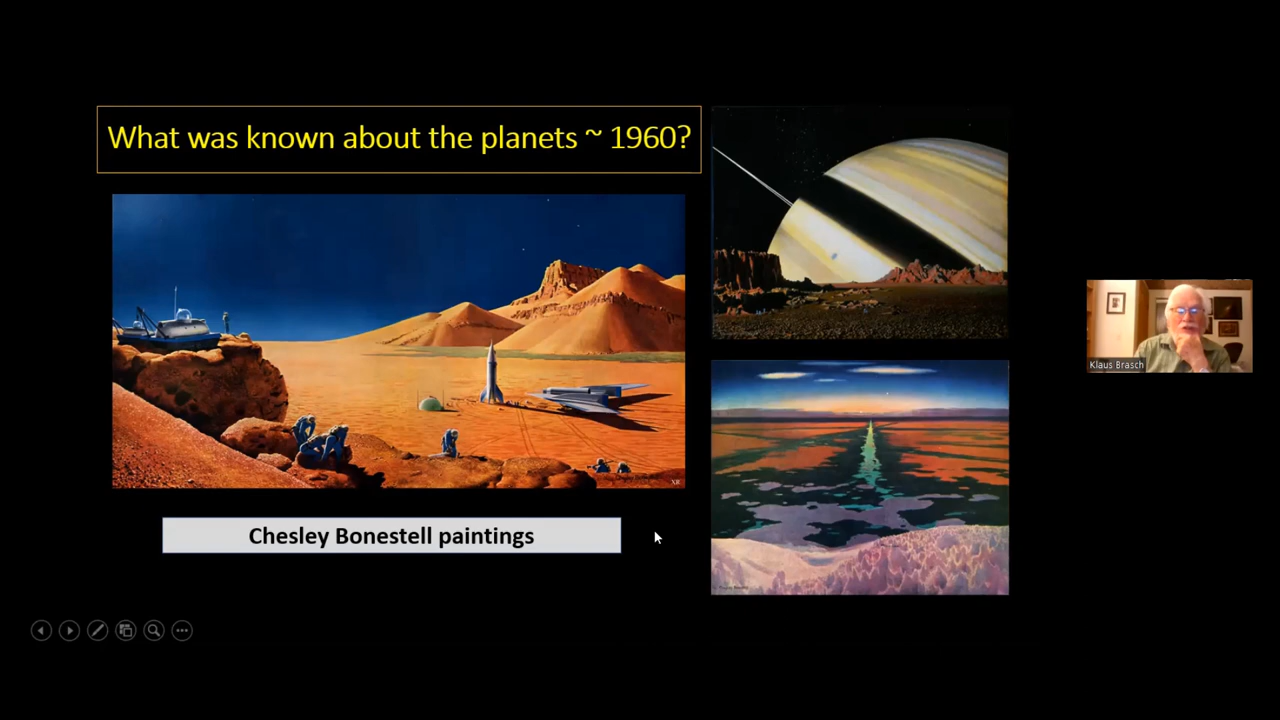 What was known about the planets ~ 1960?
Chesley Bonestell paintings
Klaus Brasch